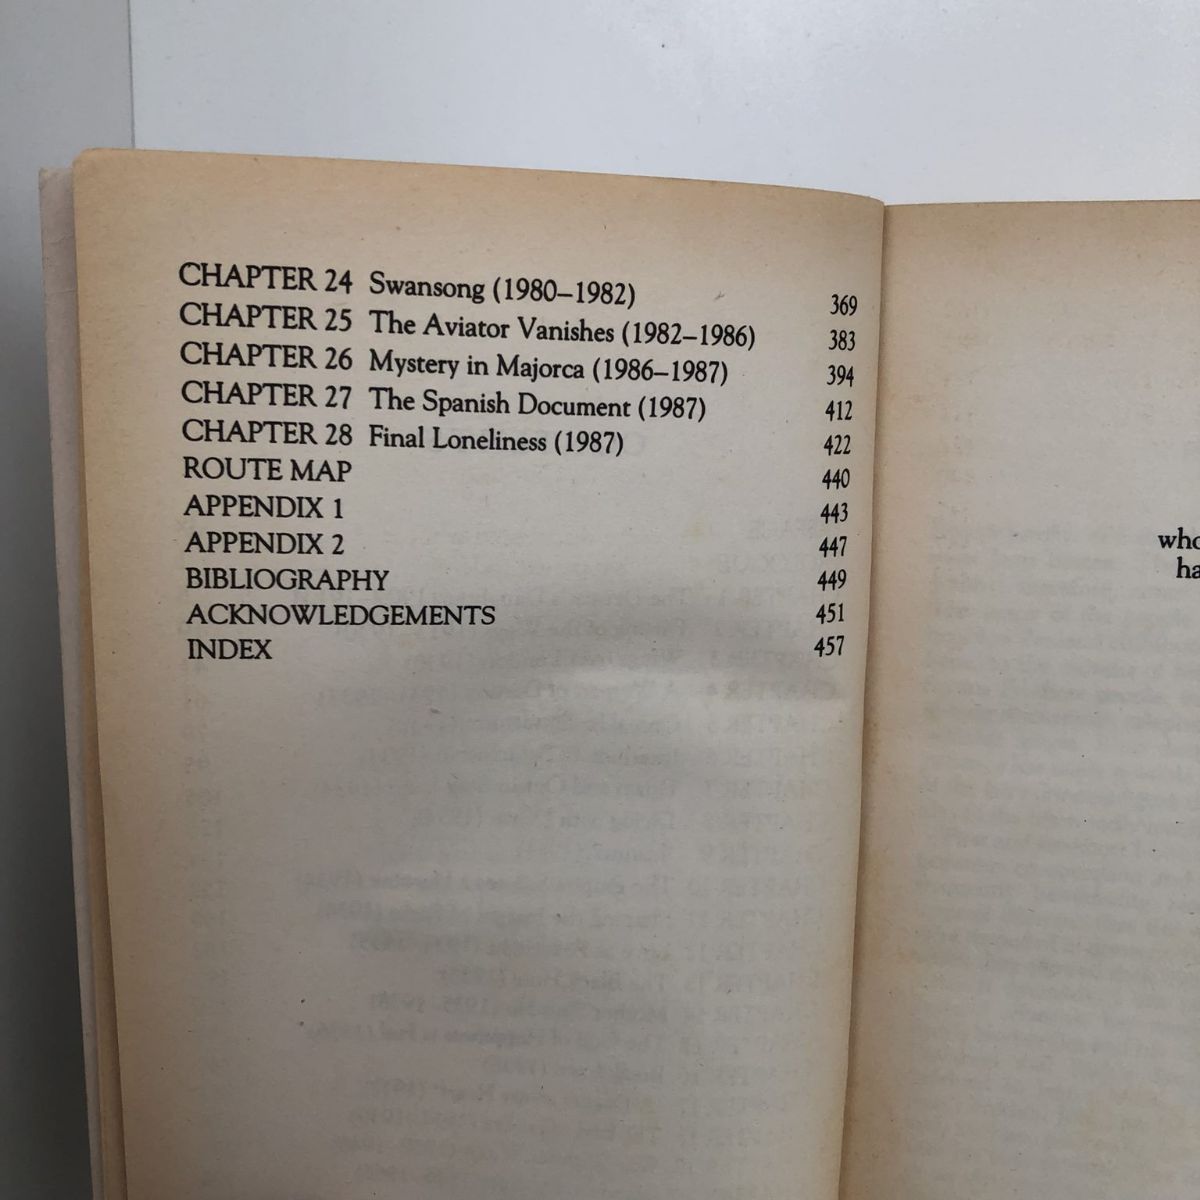 CHAPTER 24 Swansong (1980–1982) 369
CHAPTER 25 The Aviator Vanishes (1982–1986) 383
CHAPTER 26 Mystery in Majorca (1986–1987) 394
CHAPTER 27 The Spanish Document (1987) 412
CHAPTER 28 Final Loneliness (1987) 422
ROUTE MAP 440
APPENDIX 1 443
APPENDIX 2 447
BIBLIOGRAPHY 449
ACKNOWLEDGEMENTS 451
INDEX 457
who
ha